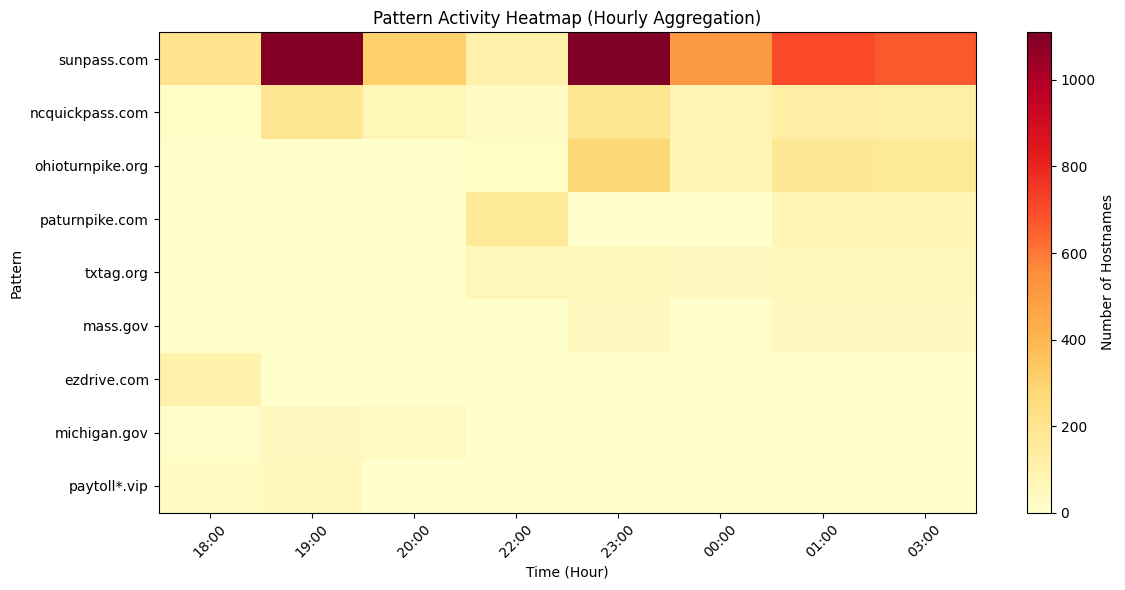 Pattern Activity Heatmap (Hourly Aggregation)
Pattern
sunpass.com
ncquickpass.com
ohioturnpike.org
paturnpike.com
txtag.org
mass.gov
ezdrive.com
michigan.gov
paytoll*.vip
18:00
19:00
20:00
22:00
23:00
00:00
01:00
03:00
Time (Hour)
1000
800
600
400
200
0
Number of Hostnames